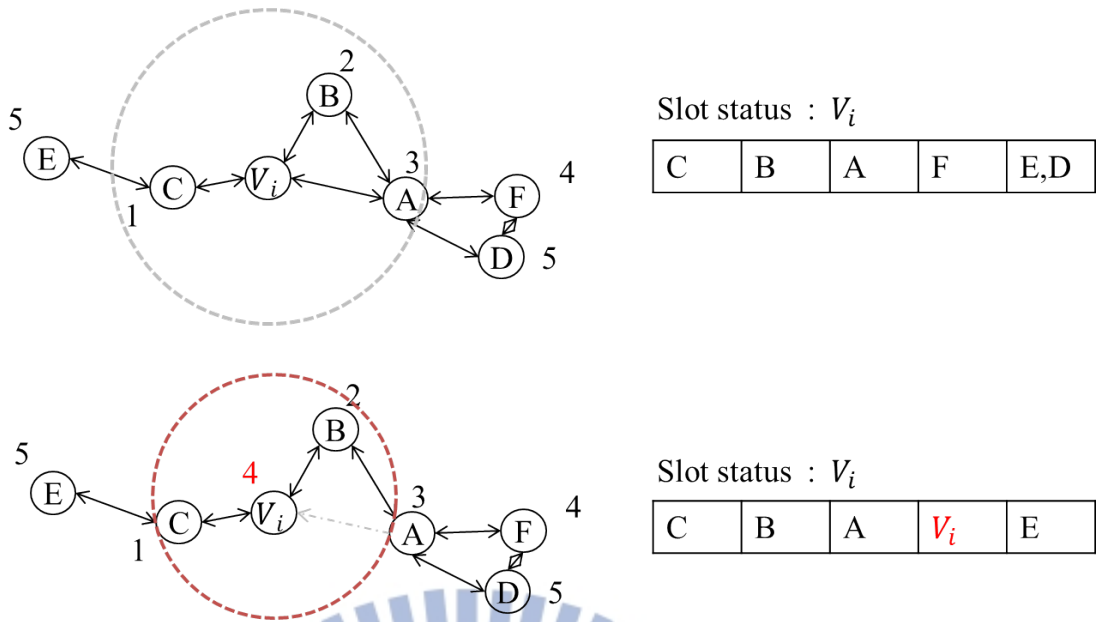 2
B
5
E
C
V_i
3
A
F
4
1
D
5
Slot status : V_i
C B A F E,D
2
B
5
E
4
C
V_i
3
A
F
4
1
D
5
Slot status : V_i
C B A V_i E